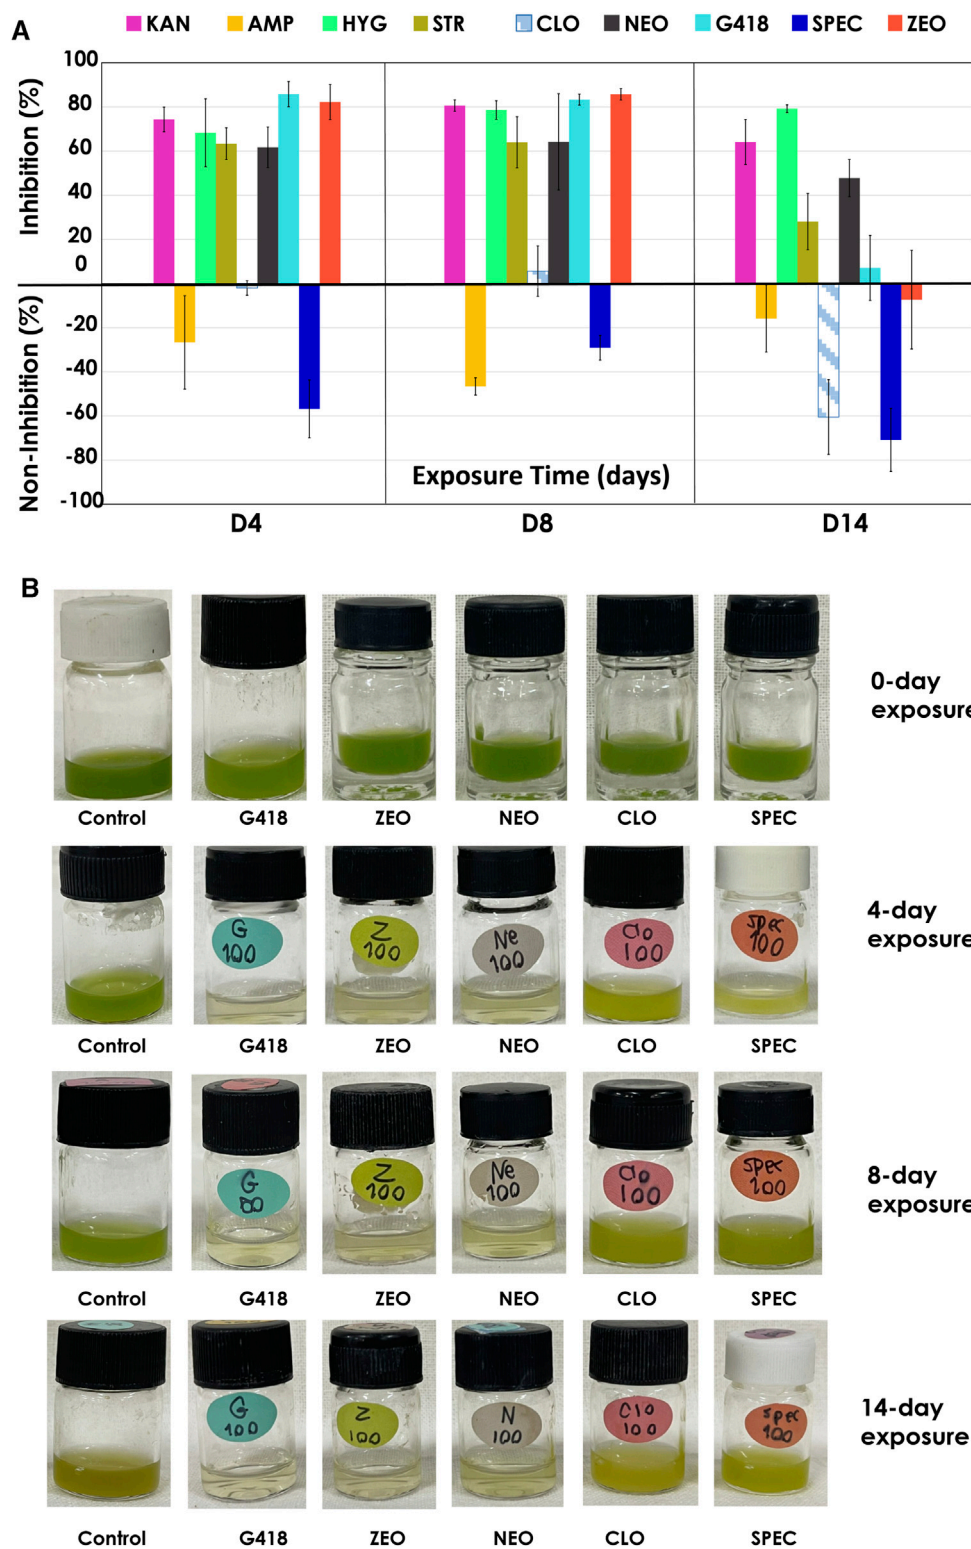 A
KAN AMP HYG STR CLO NEO G418 SPEC ZEO
Inhibition (%)
Non-Inhibition (%)
100
80
60
40
20
0
-20
-40
-60
-80
-100
Exposure Time (days)
D4 D8 D14
B
0-day
exposure
Control G418 ZEO NEO CLO SPEC
G
100
Z
100
Ne
100
Clo
100
Spec
100
4-day
exposure
Control G418 ZEO NEO CLO SPEC
G
Z
100
Ne
100
Clo
100
Spec
100
8-day
exposure
Control G418 ZEO NEO CLO SPEC
G
100
Z
100
N
100
Clo
100
Spec
100
14-day
exposure
Control G418 ZEO NEO CLO SPEC